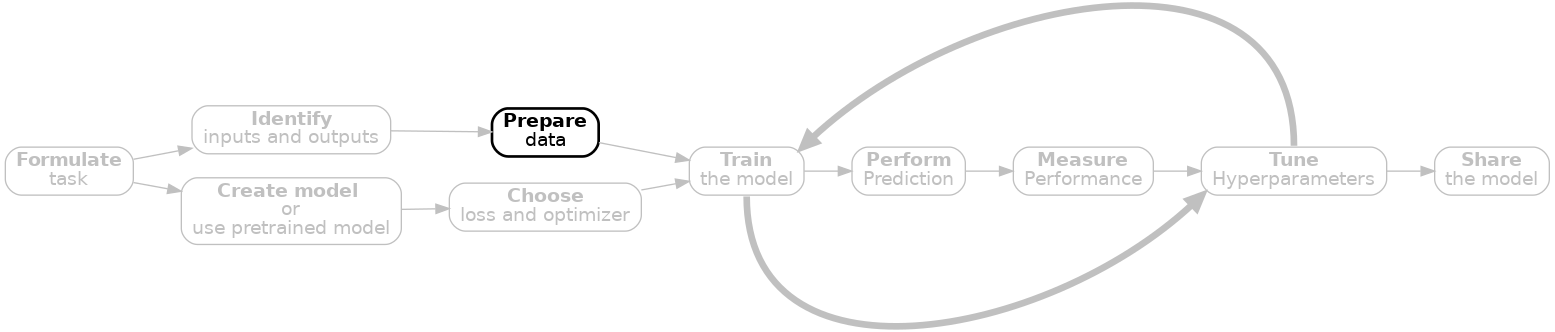 Formulate
task
Identify
inputs and outputs
Create model
or
use pretrained model
Prepare
data
Choose
loss and optimizer
Train
the model
Perform
Prediction
Measure
Performance
Tune
Hyperparameters
Share
the model